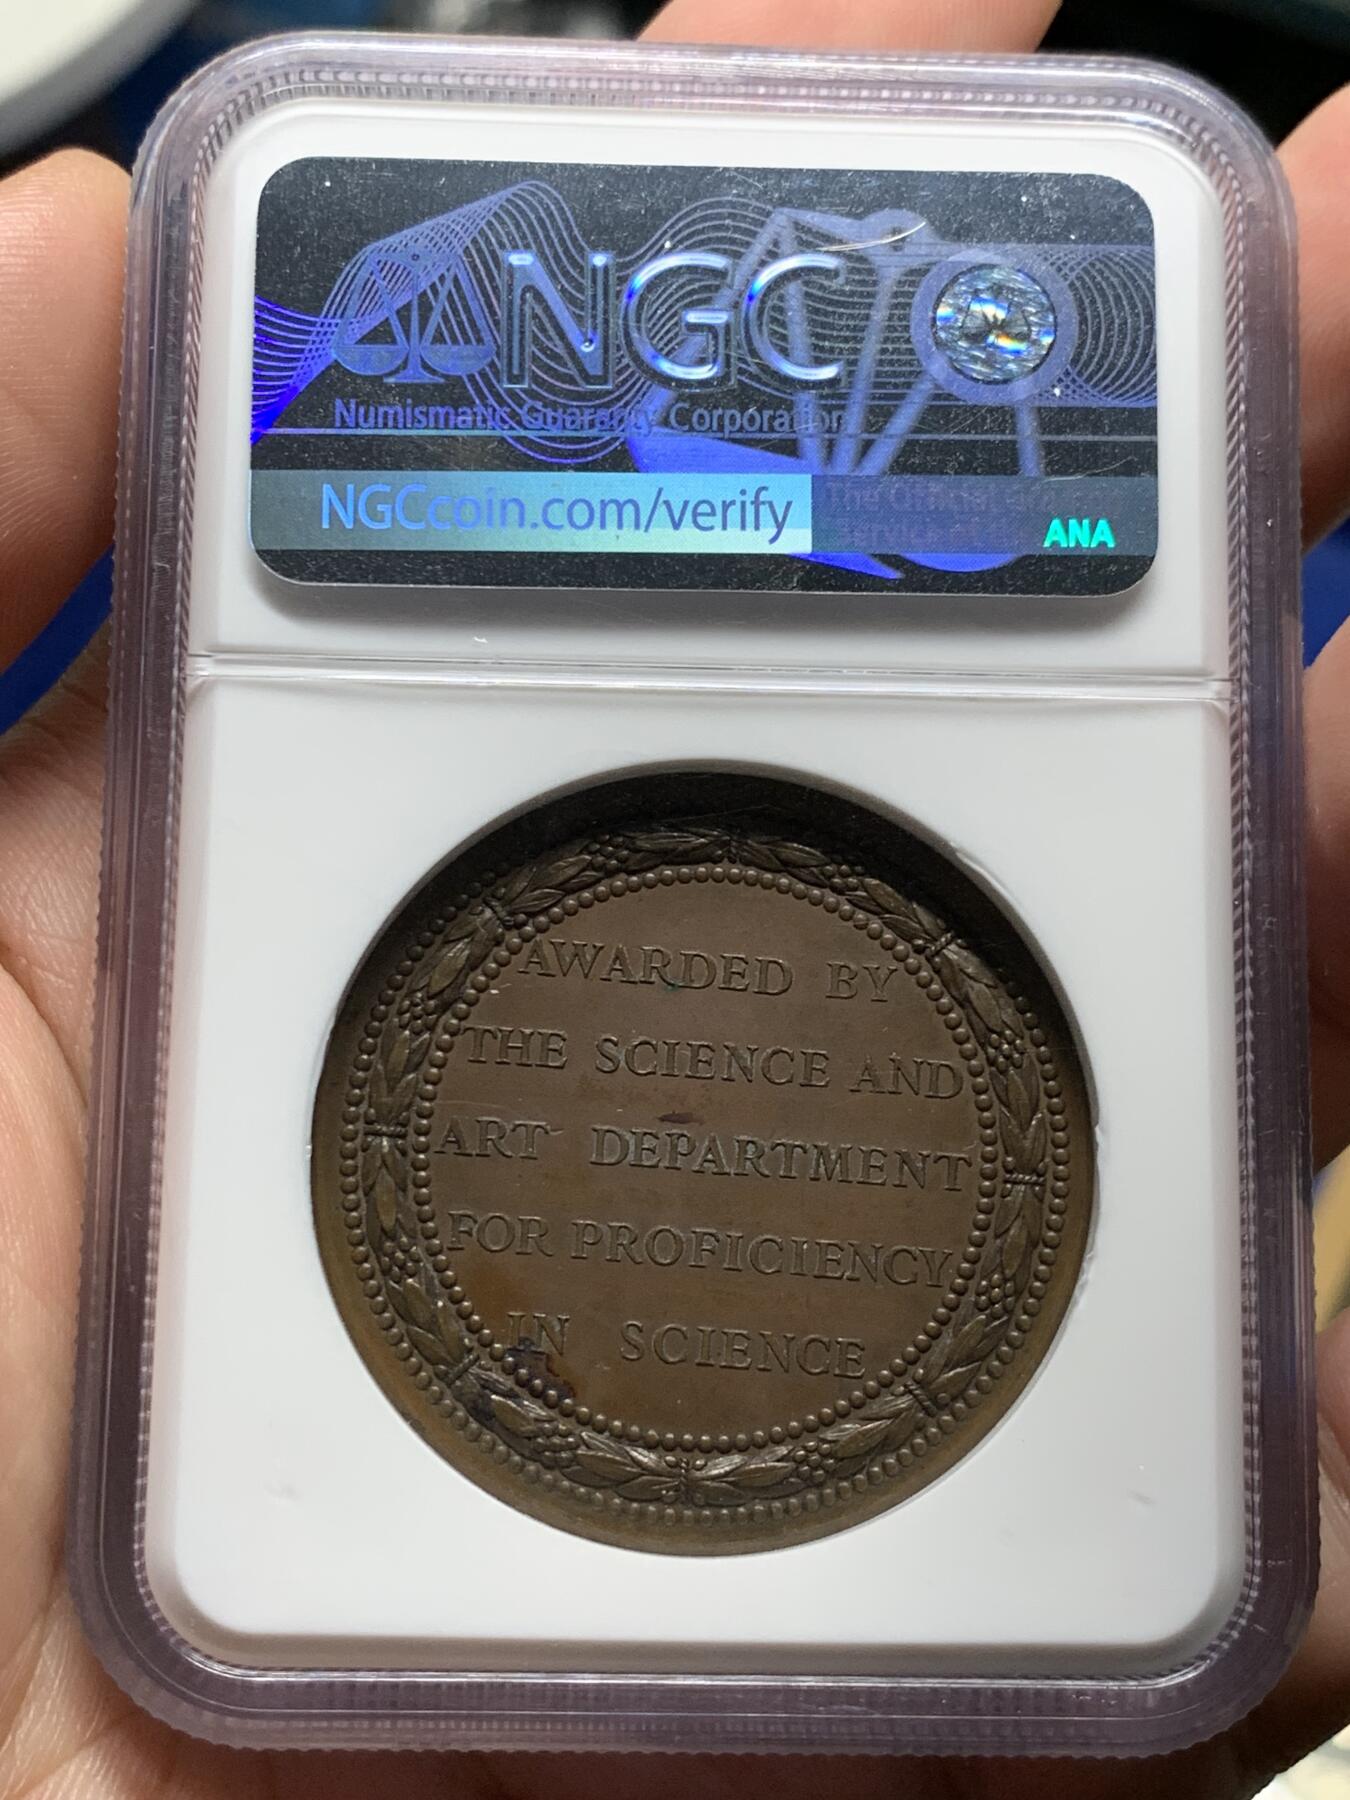 NGC
Numismatic Guaranty Corporation
NGCcoin.com/verify
ANA
AWARDED BY
THE SCIENCE AND
ART DEPARTMENT
FOR PROFICIENCY
IN SCIENCE